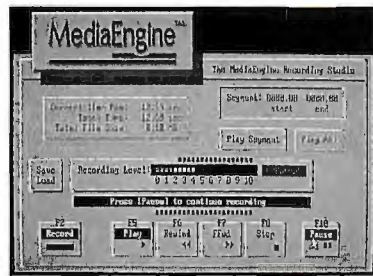 MediaEngine™
The MediaEngine Recording Studio
Segment:
start end
Play Segment
Play All
Save
Load
Recording Level:
0 1 2 3 4 5 6 7 8 9 10
Press [Pause] to continue recording
F2 F5 F6 F7 F8 F10
Record Play Rewind FFwd Stop Pause